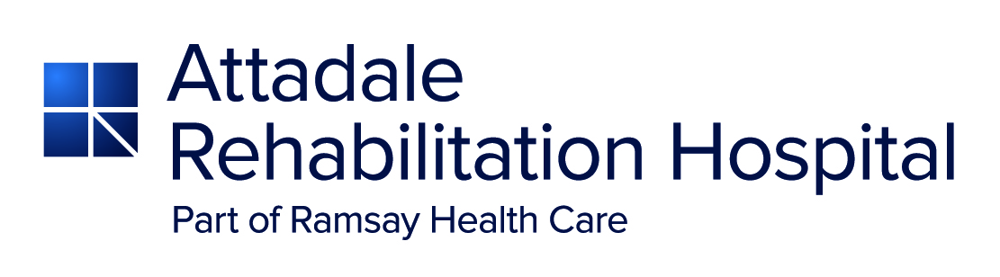 Attadale
Rehabilitation Hospital
Part of Ramsay Health Care